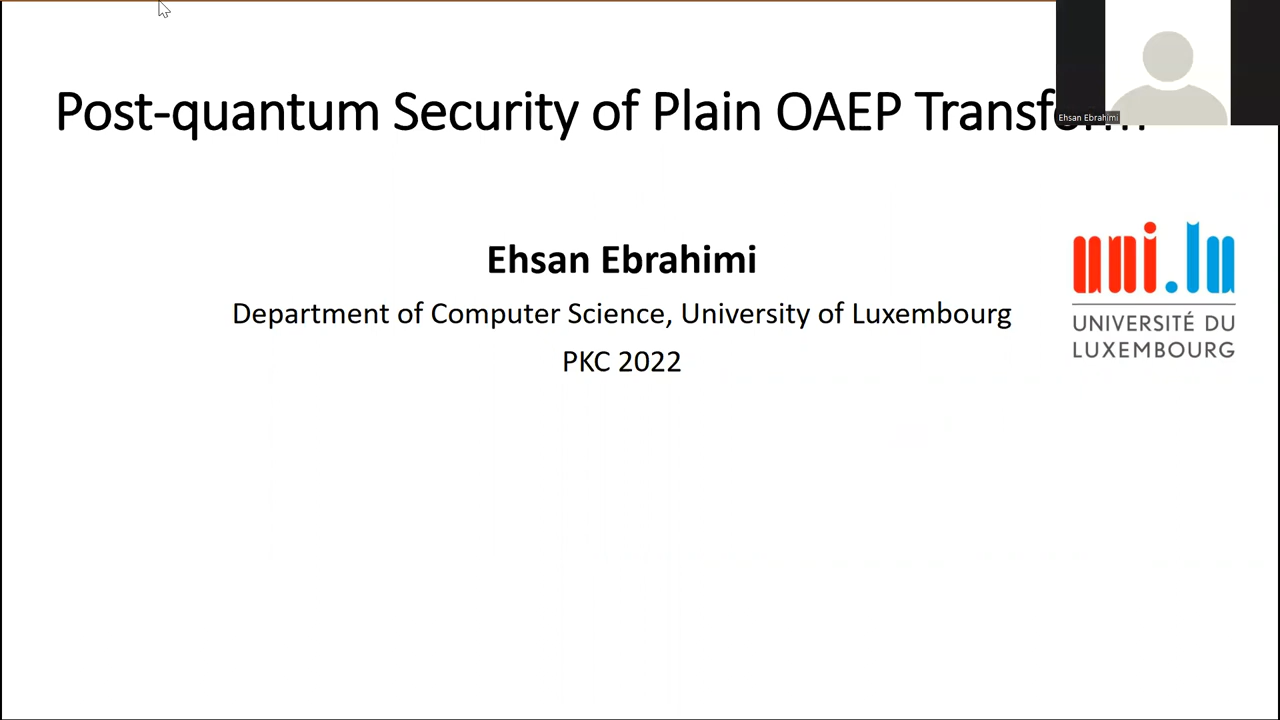 Post-quantum Security of Plain OAEP Transform
Ehsan Ebrahimi
Ehsan Ebrahimi
Department of Computer Science, University of Luxembourg
PKC 2022
uni.lu
UNIVERSITÉ DU
LUXEMBOURG